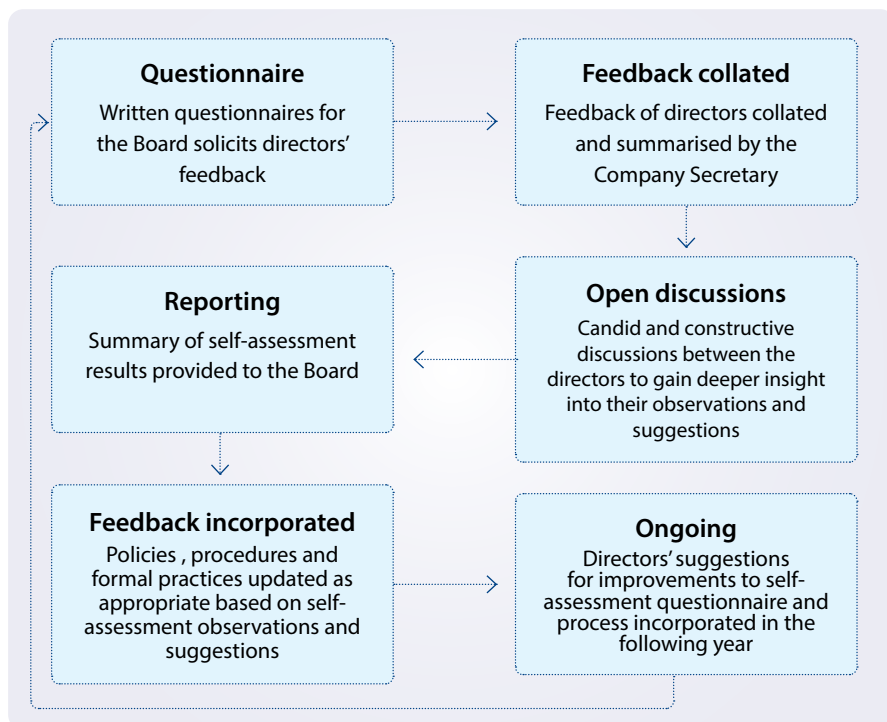 Questionnaire
Written questionnaires for
the Board solicits directors’
feedback
Feedback collated
Feedback of directors collated
and summarised by the
Company Secretary
Open discussions
Candid and constructive
discussions between the
directors to gain deeper insight
into their observations and
suggestions
Reporting
Summary of self-assessment
results provided to the Board
Feedback incorporated
Policies , procedures and
formal practices updated as
appropriate based on self-
assessment observations and
suggestions
Ongoing
Directors’ suggestions
for improvements to self-
assessment questionnaire and
process incorporated in the
following year